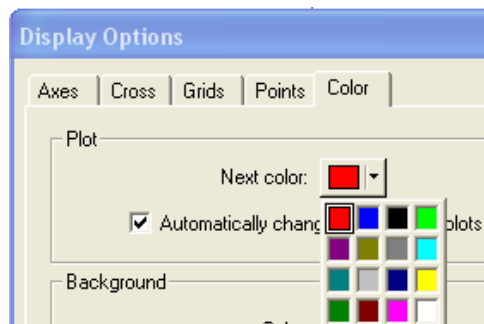 Display Options
Axes Cross Grids Points Color
Plot
Next color:
Automatically chang plots
Background